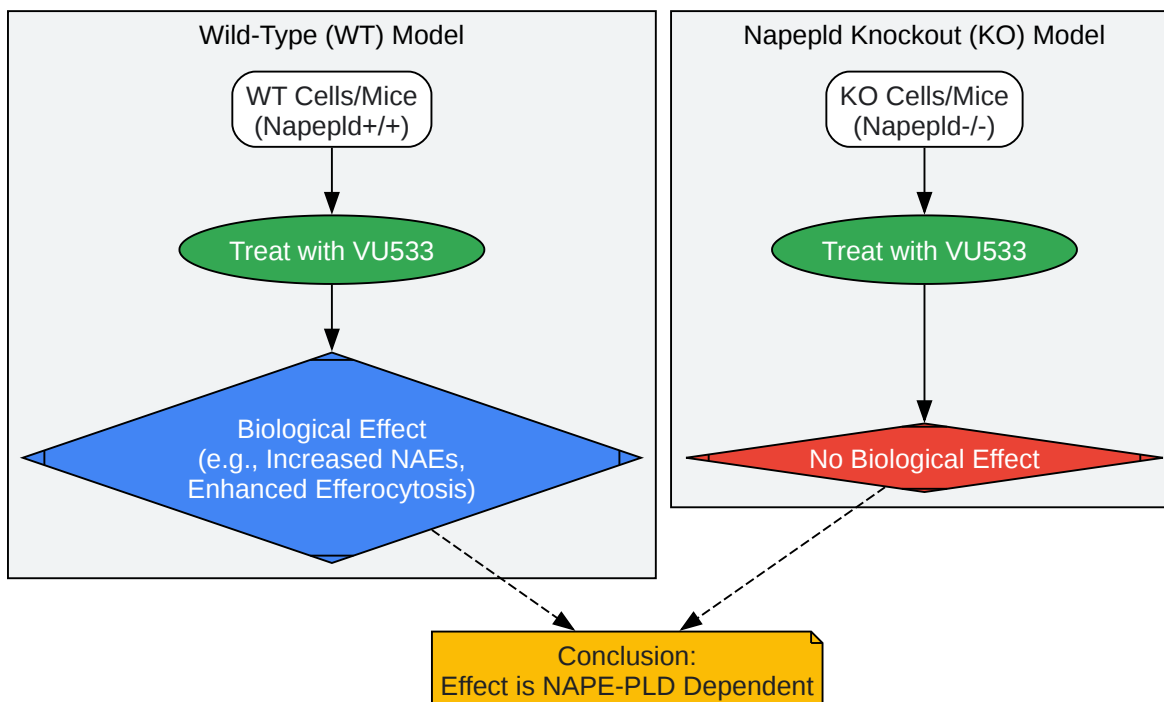 Wild-Type (WT) Model
WT Cells/Mice
(Napepld+/+)
Treat with VU533
Biological Effect
(e.g., Increased NAEs,
Enhanced Efferocytosis)
Napepld Knockout (KO) Model
KO Cells/Mice
(Napepld-/-)
Treat with VU533
No Biological Effect
Conclusion:
Effect is NAPE-PLD Dependent